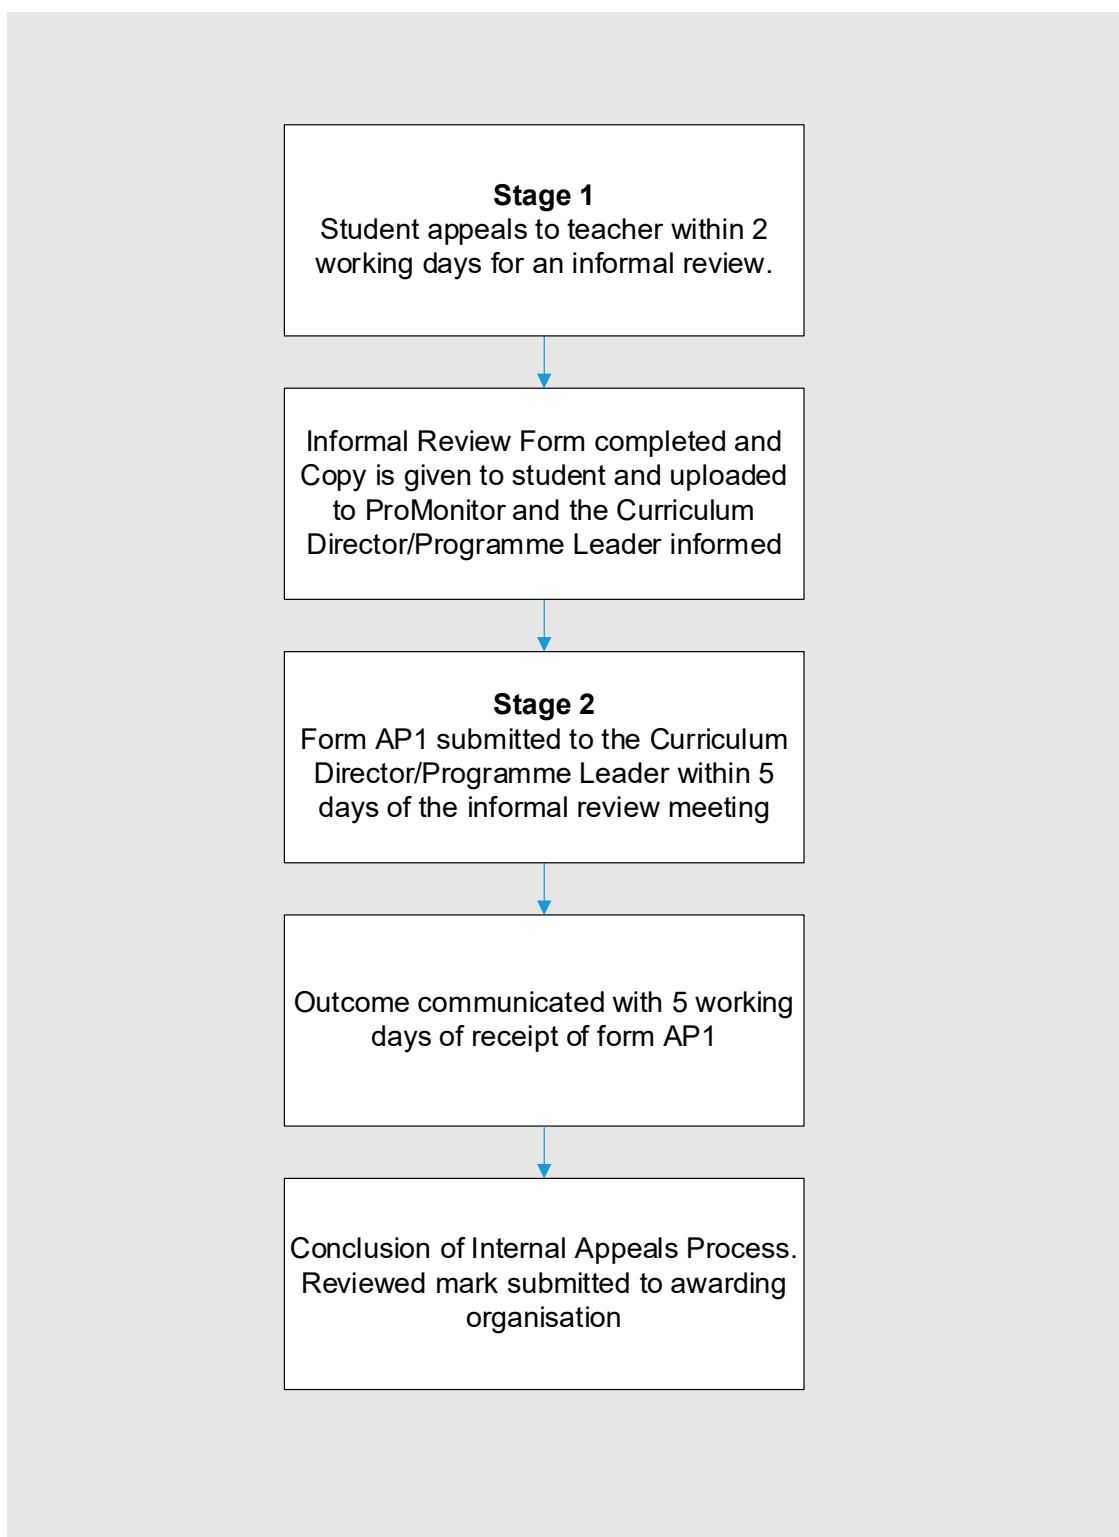 Stage 1
Student appeals to teacher within 2
working days for an informal review.
Informal Review Form completed and
Copy is given to student and uploaded
to ProMonitor and the Curriculum
Director/Programme Leader informed
Stage 2
Form AP1 submitted to the Curriculum
Director/Programme Leader within 5
days of the informal review meeting
Outcome communicated with 5 working
days of receipt of form AP1
Conclusion of Internal Appeals Process.
Reviewed mark submitted to awarding
organisation